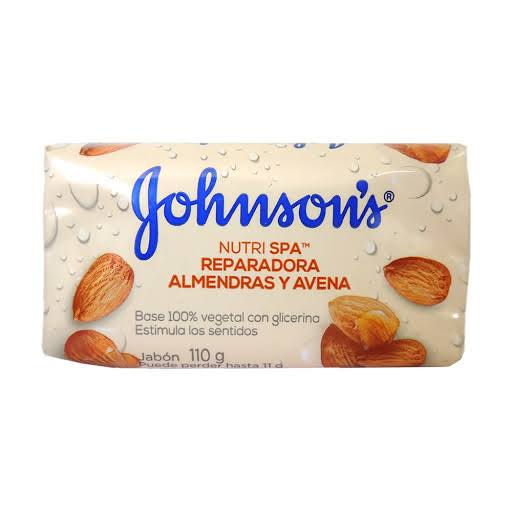 Johnson's®
NUTRI SPA™
REPARADORA
ALMENDRAS Y AVENA
Base 100% vegetal con glicerina
Estimula los sentidos
Jabón 110 g
Puede perder hasta 11 g